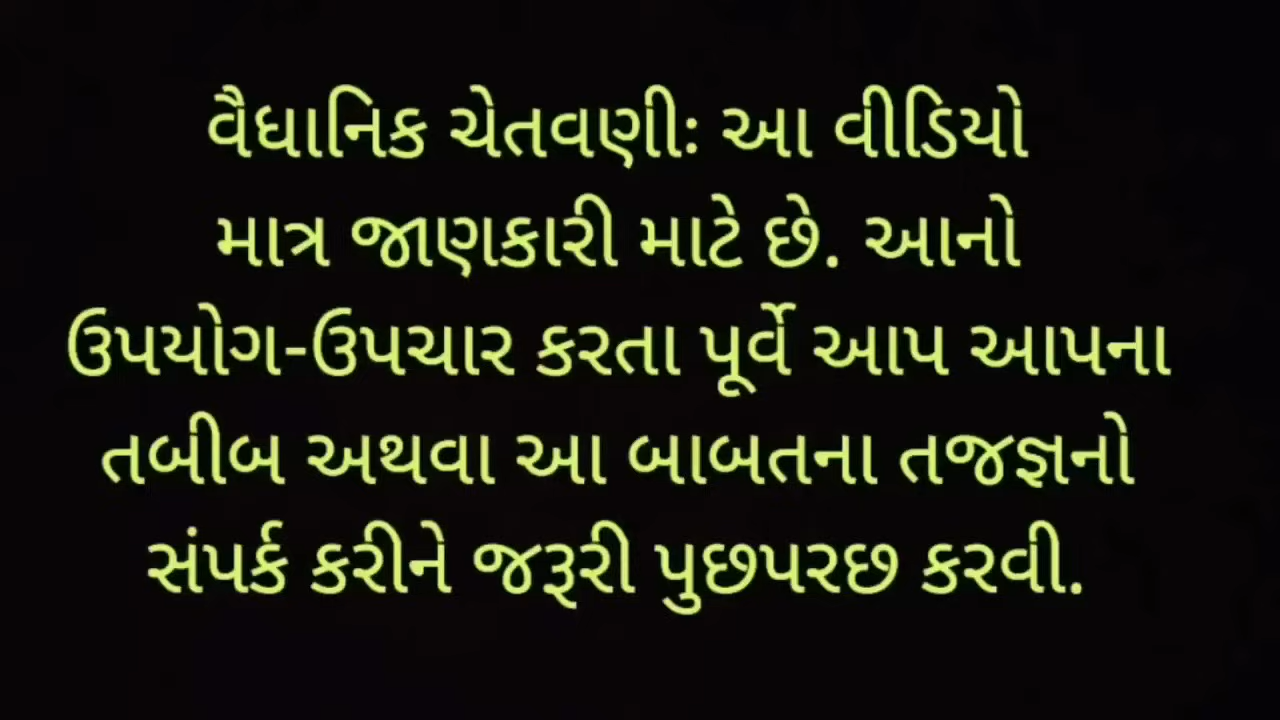 વૈધાનિક ચેતવણીઃ આ વીડિયો
માત્ર જાણકારી માટે છે. આનો
ઉપયોગ-ઉપચાર કરતા પૂર્વે આપ આપના
તબીબ અથવા આ બાબતના તજજ્ઞનો
સંપર્ક કરીને જરૂરી પુછપરછ કરવી.